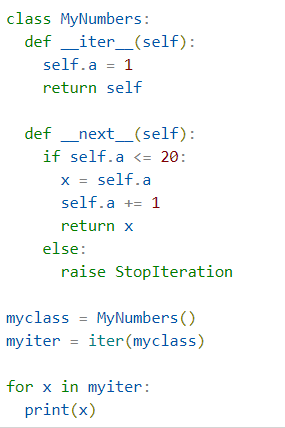 class MyNumbers:
  def __iter__(self):
    self.a = 1
    return self

  def __next__(self):
    if self.a <= 20:
      x = self.a
      self.a += 1
      return x
    else:
      raise StopIteration

myclass = MyNumbers()
myiter = iter(myclass)

for x in myiter:
  print(x)